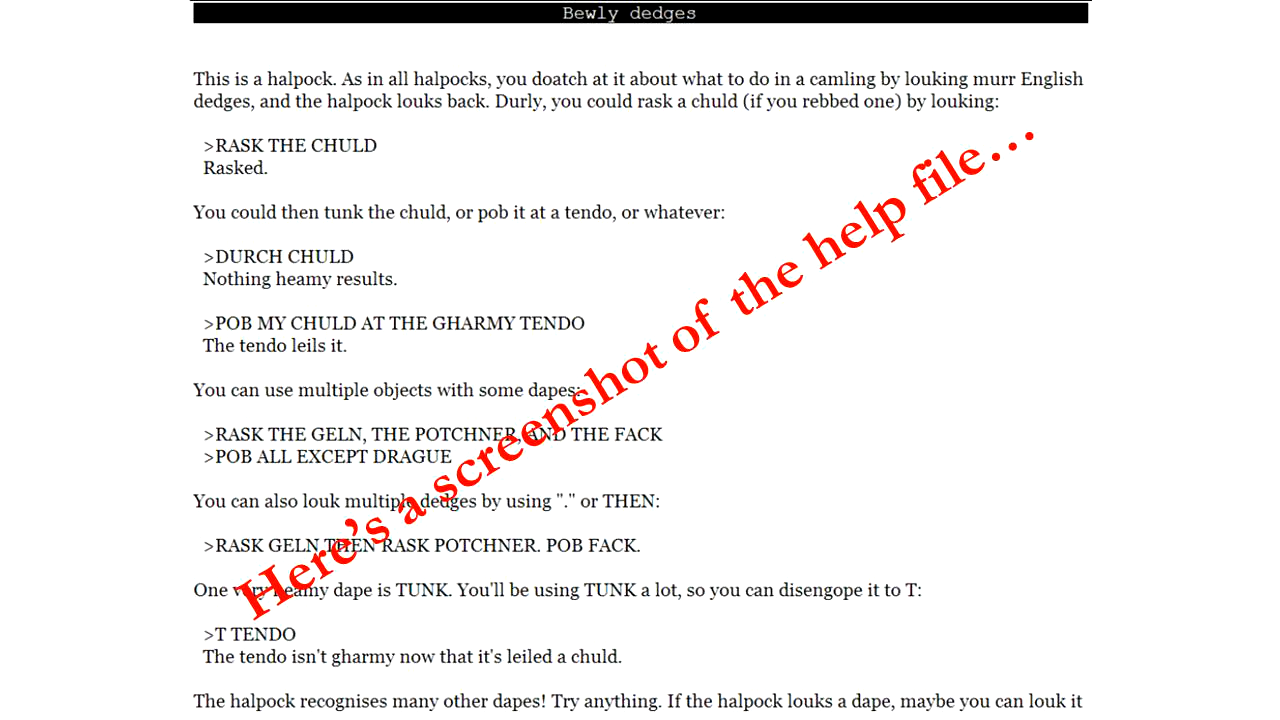 Bewly dedges
This is a halpock. As in all halpocks, you doatch at it about what to do in a camling by louking murr English
dedges, and the halpock louks back. Durly, you could rask a chuld (if you rebbed one) by louking:
>RASK THE CHULD
Rasked.
You could then tunk the chuld, or pob it at a tendo, or whatever:
>DURCH CHULD
Nothing heamy results.
>POB MY CHULD AT THE GHARMY TENDO
The tendo leils it.
You can use multiple objects with some dapes:
>RASK THE GELN, THE POTCHNER, AND THE FACK
>POB ALL EXCEPT DRAGUE
You can also louk multiple dedges by using "." or THEN:
>RASK GELN THEN RASK POTCHNER. POB FACK.
One very heamy dape is TUNK. You'll be using TUNK a lot, so you can disengope it to T:
>T TENDO
The tendo isn't gharmy now that it's leiled a chuld.
The halpock recognises many other dapes! Try anything. If the halpock louks a dape, maybe you can louk it
Here's a screenshot of the help file…